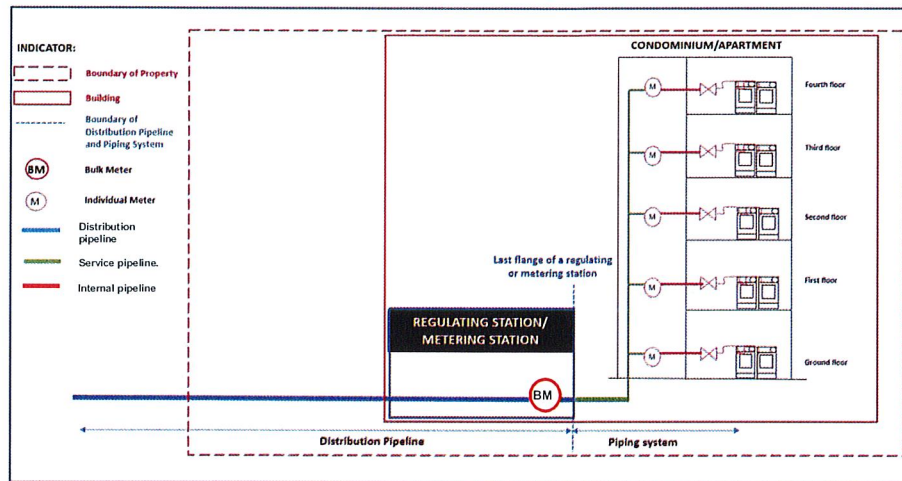 INDICATOR:
Boundary of Property
Building
Boundary of
Distribution Pipeline
and Piping System
BM
Bulk Meter
M
Individual Meter
Distribution
pipeline
Service pipeline.
Internal pipeline
CONDOMINIUM/APARTMENT
M
Fourth floor
M
Third floor
M
Second floor
M
First floor
M
Ground floor
Last flange of a regulating
or metering station
REGULATING STATION/
METERING STATION
BM
Distribution Pipeline
Piping system